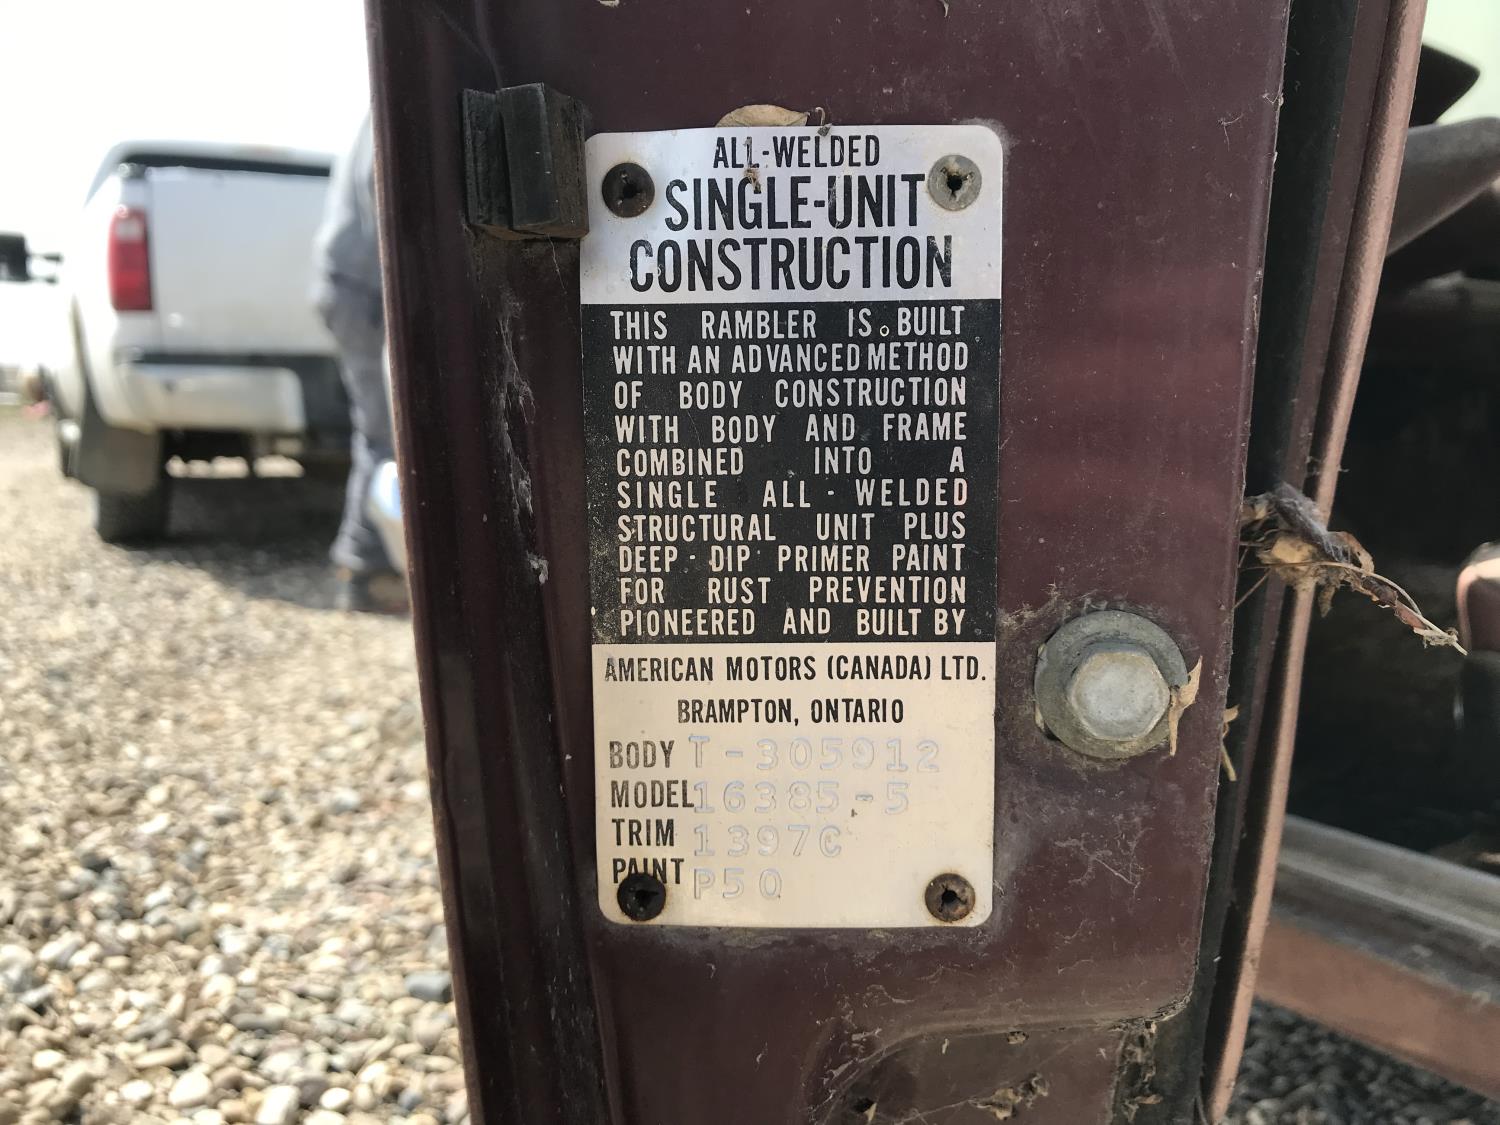 ALL-WELDED
SINGLE-UNIT
CONSTRUCTION
THIS RAMBLER IS BUILT
WITH AN ADVANCED METHOD
OF BODY CONSTRUCTION
WITH BODY AND FRAME
COMBINED INTO A
SINGLE ALL-WELDED
STRUCTURAL UNIT PLUS
DEEP-DIP PRIMER PAINT
FOR RUST PREVENTION
PIONEERED AND BUILT BY
AMERICAN MOTORS (CANADA) LTD.
BRAMPTON, ONTARIO
BODY T-305912
MODEL 16385-5
TRIM 1397C
PAINT P50